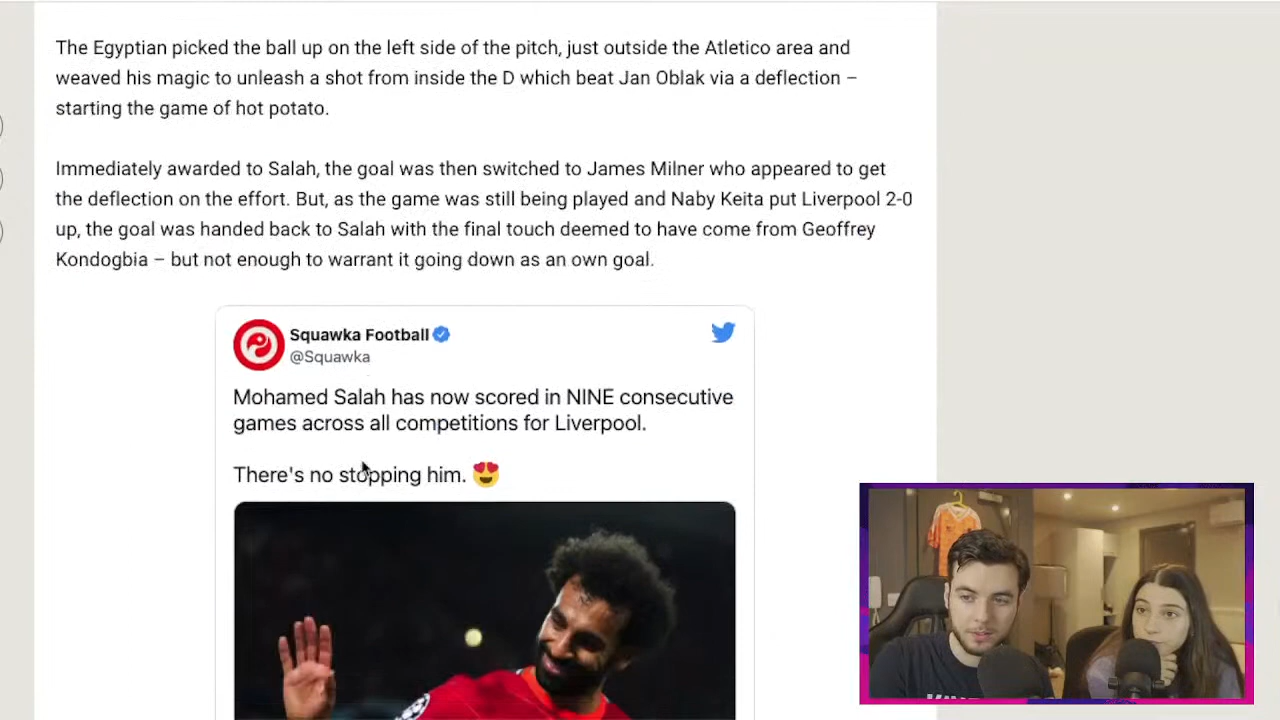 The Egyptian picked the ball up on the left side of the pitch, just outside the Atletico area and
weaved his magic to unleash a shot from inside the D which beat Jan Oblak via a deflection –
starting the game of hot potato.
Immediately awarded to Salah, the goal was then switched to James Milner who appeared to get
the deflection on the effort. But, as the game was still being played and Naby Keita put Liverpool 2-0
up, the goal was handed back to Salah with the final touch deemed to have come from Geoffrey
Kondogbia – but not enough to warrant it going down as an own goal.
Squawka Football
@Squawka
Mohamed Salah has now scored in NINE consecutive
games across all competitions for Liverpool.
There's no stopping him. 😍